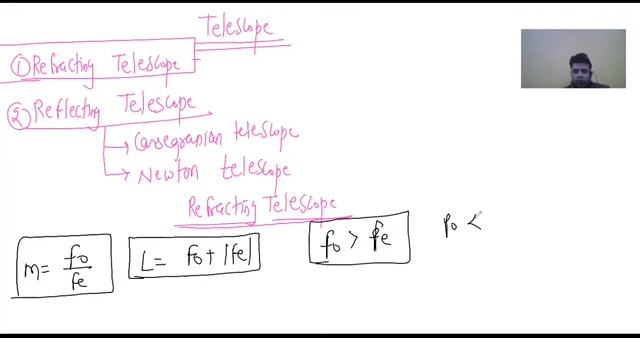 Telescope
① Refracting Telescope
② Reflecting Telescope
→ Cassegranian telescope
→ Newton telescope
Refracting Telescope
M = fo/fe
L = fo + |fe|
fo > fe
Po <